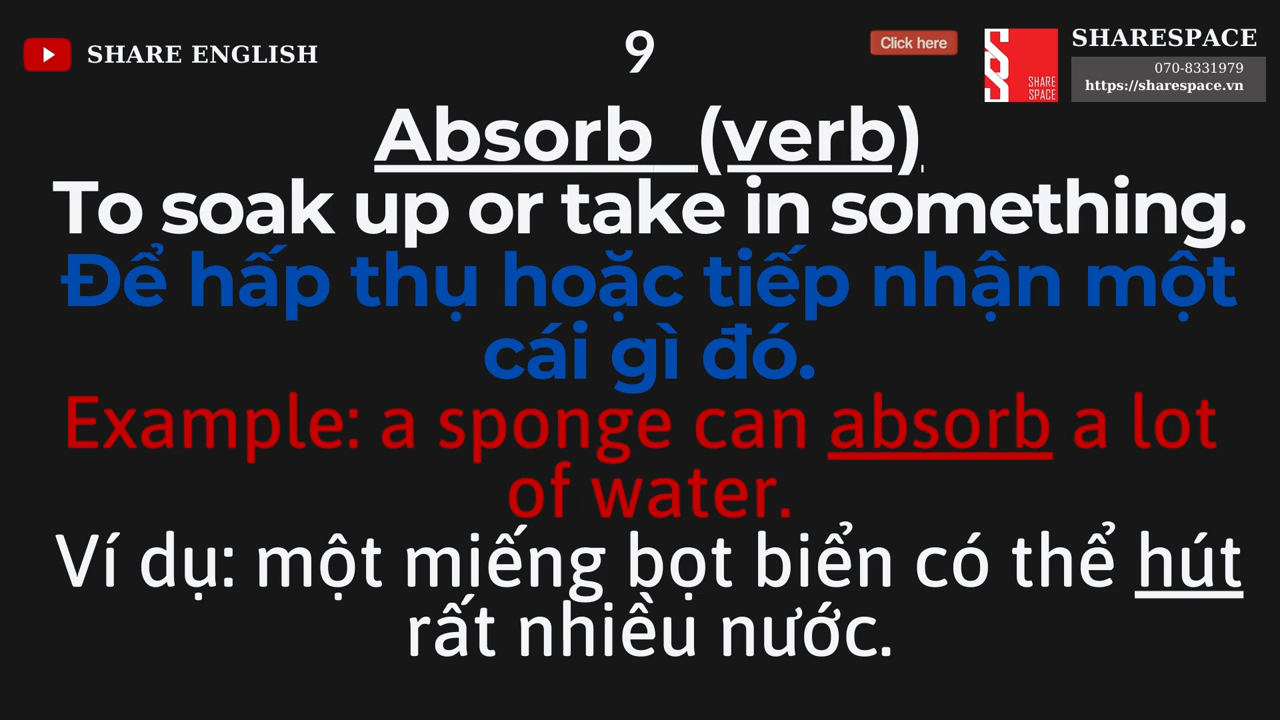 SHARE ENGLISH
9
Click here
SHARE
SPACE
SHARESPACE
070-8331979
https://sharespace.vn
Absorb (verb)
To soak up or take in something.
Để hấp thụ hoặc tiếp nhận một
cái gì đó.
Example: a sponge can absorb a lot
of water.
Ví dụ: một miếng bọt biển có thể hút
rất nhiều nước.